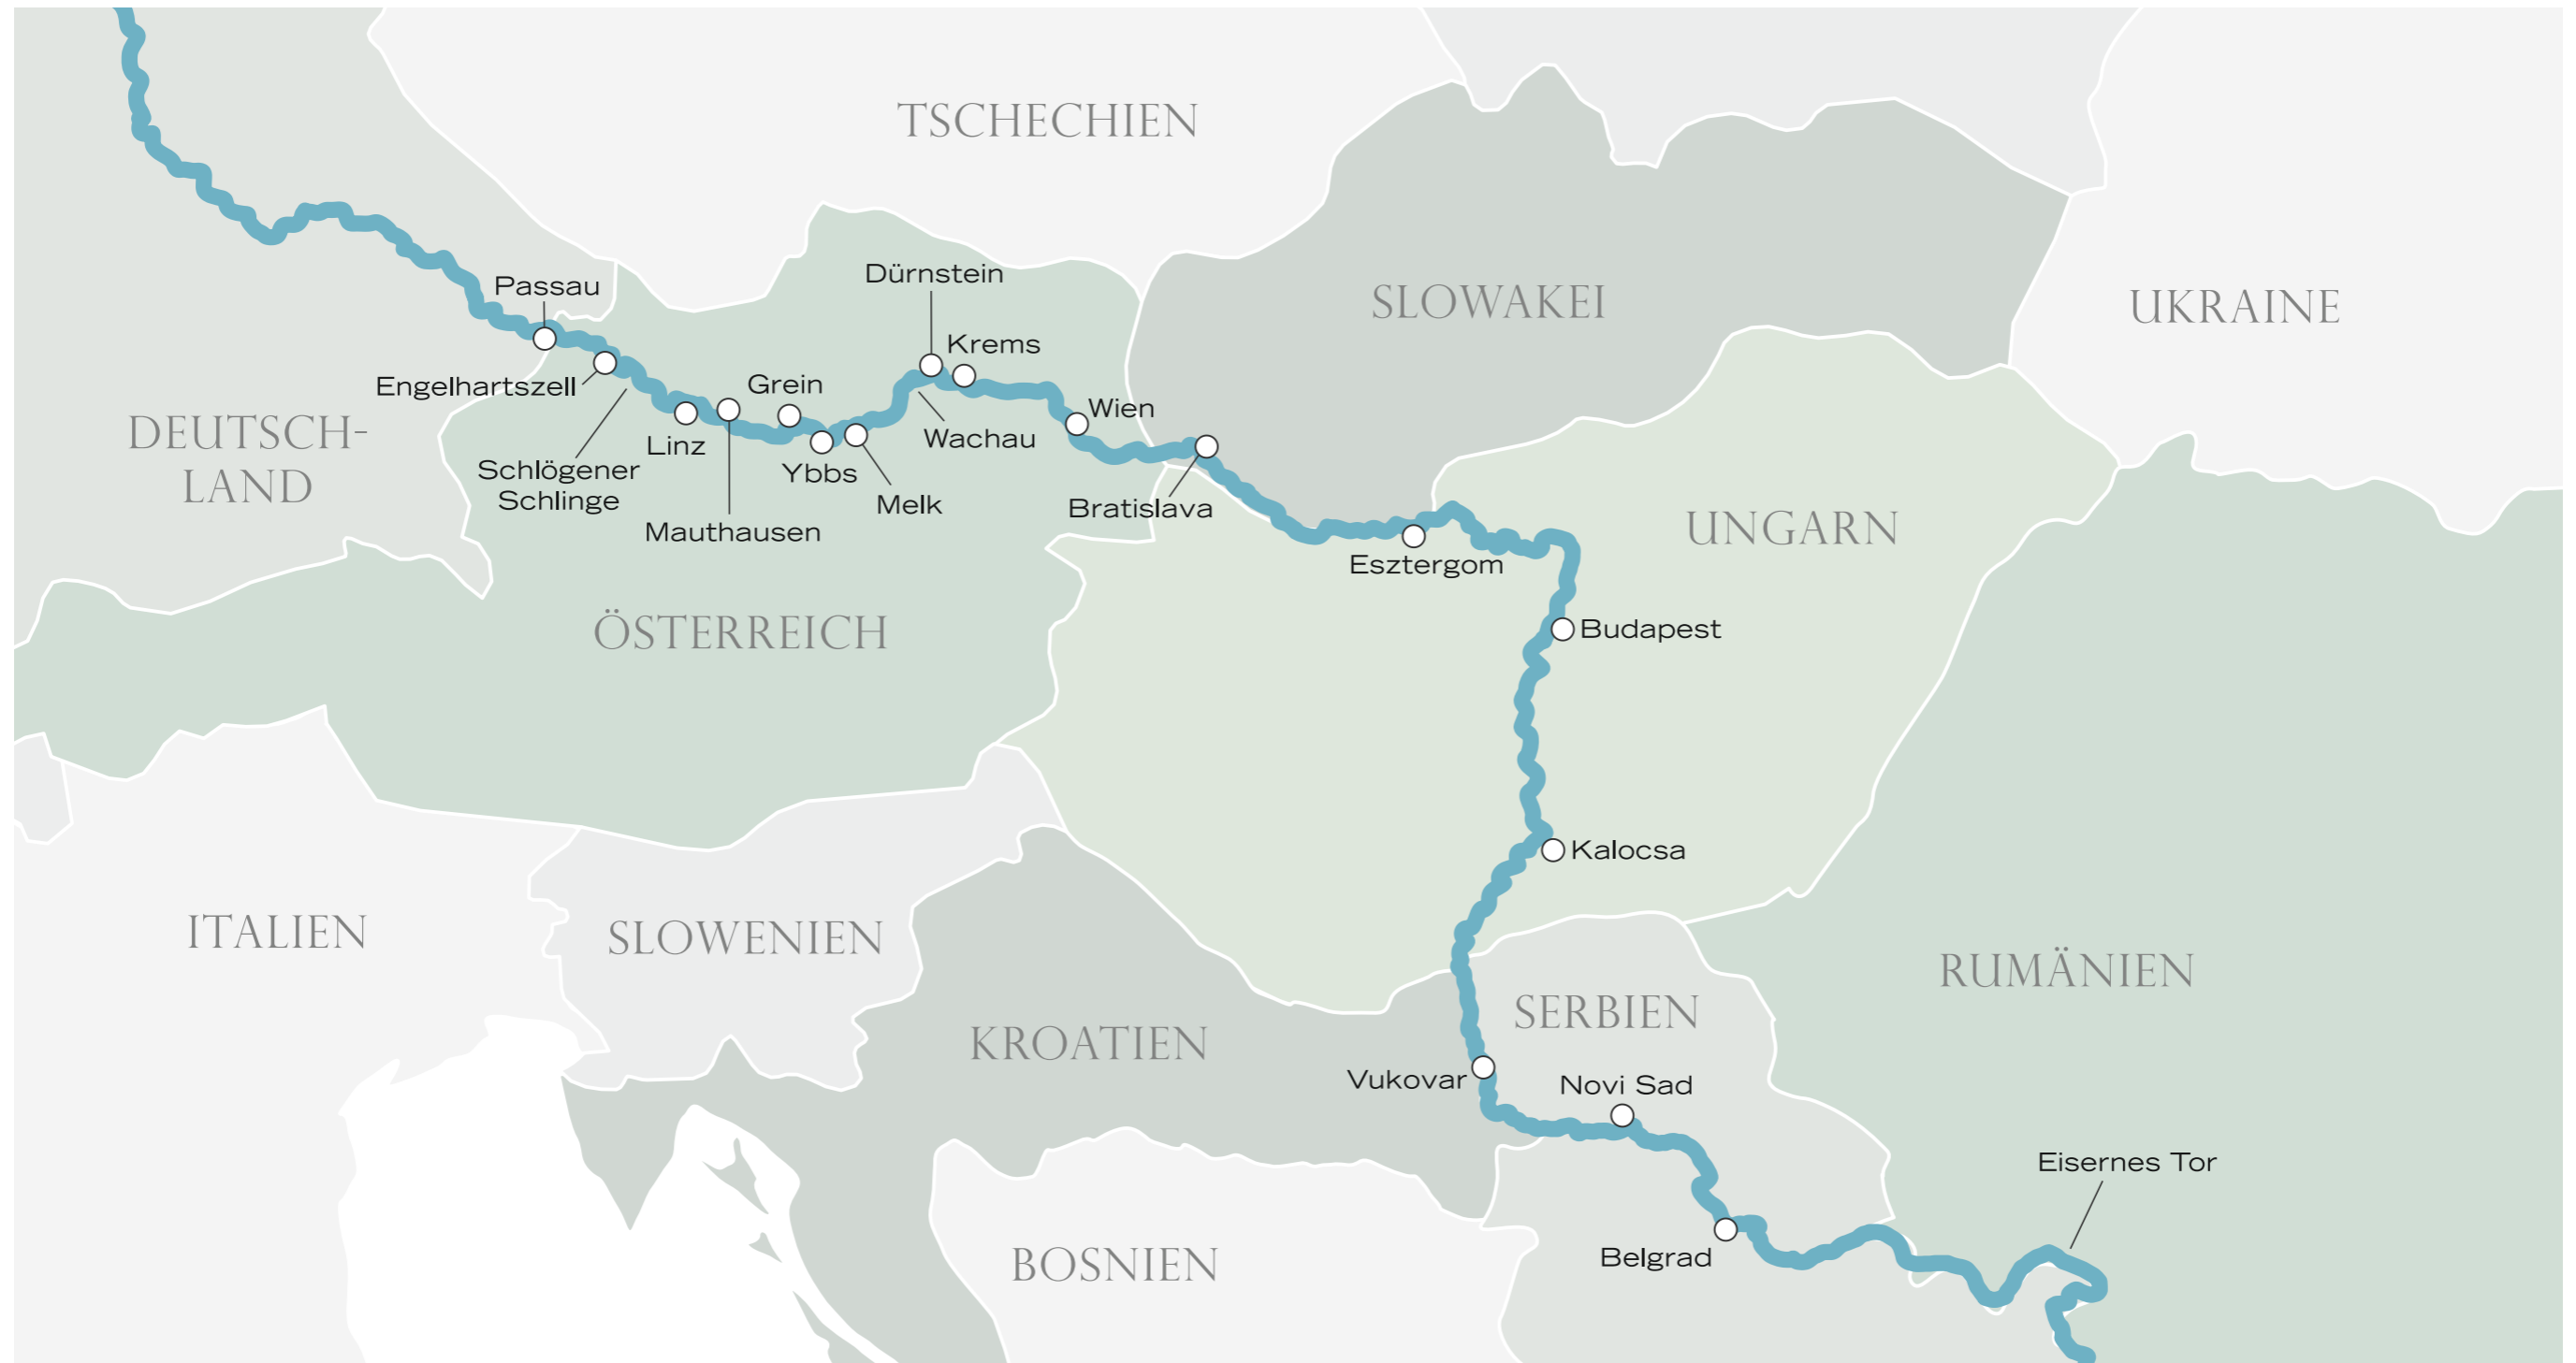 TSCHECHIEN
SLOWAKEI
UKRAINE
Dürnstein
Passau
Krems
Engelhartszell
Grein
Wien
DEUTSCH-
LAND
Linz
Wachau
Schlögener
Schlinge
Ybbs
Melk
Bratislava
Mauthausen
UNGARN
Esztergom
ÖSTERREICH
Budapest
Kalocsa
ITALIEN
SLOWENIEN
RUMÄNIEN
SERBIEN
KROATIEN
Vukovar
Novi Sad
Eisernes Tor
BOSNIEN
Belgrad